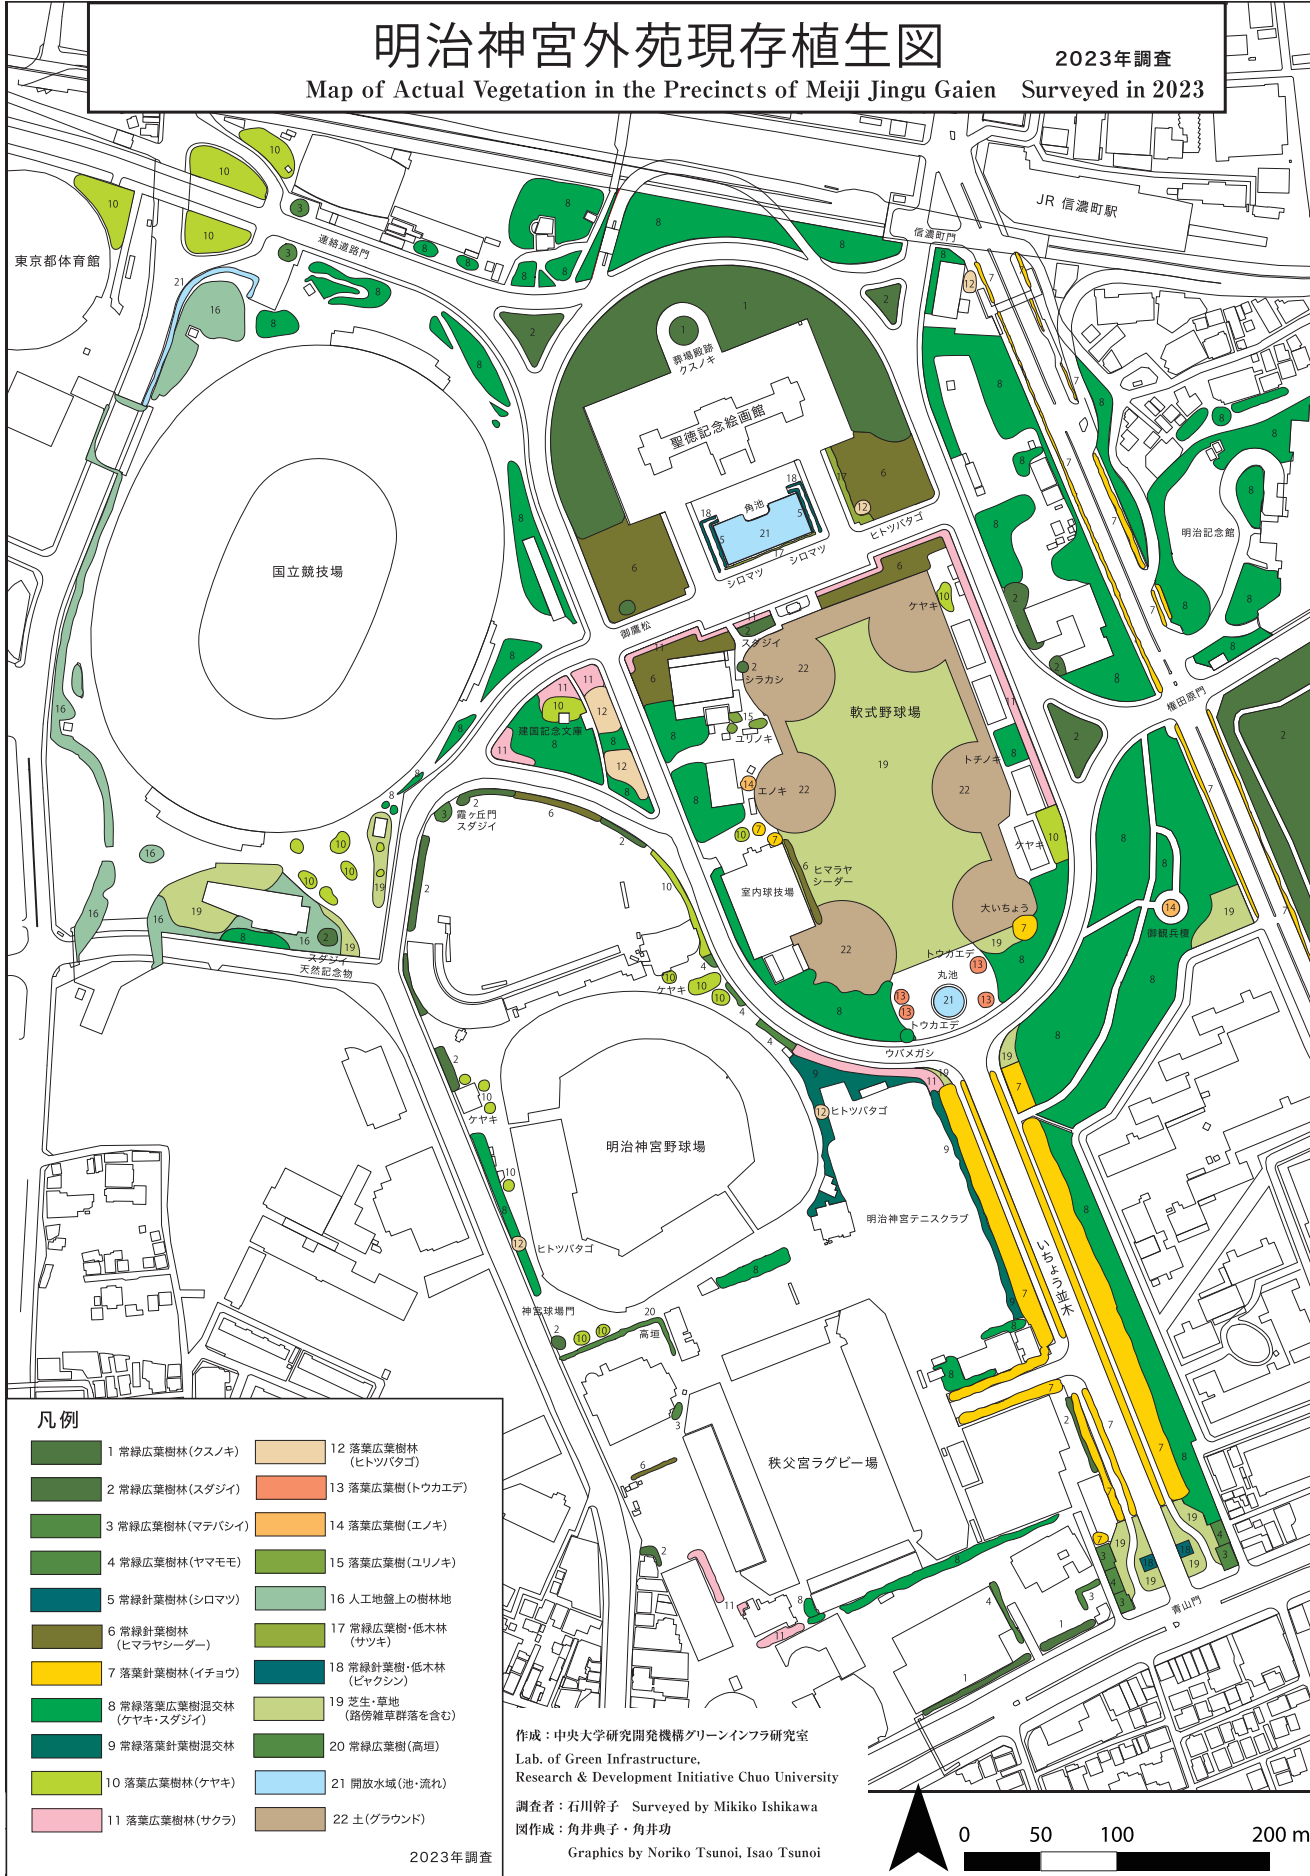 明治神宮外苑現存植生図
2023年調査
Map of Actual Vegetation in the Precincts of Meiji Jingu Gaien Surveyed in 2023
JR 信濃町駅
信濃町門
連絡道路門
東京都体育館
葬場殿跡
クスノキ
聖徳記念絵画館
角池
シロマツ
シロマツ
ヒトツバタゴ
明治記念館
国立競技場
御鷹松
ケヤキ
スダジイ
シラカシ
軟式野球場
権田原門
建国記念文庫
ユリノキ
トチノキ
エノキ
霞ヶ丘門
スダジイ
ケヤキ
ヒマラヤ
シーダー
室内球技場
大いちょう
御観兵榎
スダジイ
天然記念物
トウカエデ
丸池
ケヤキ
トウカエデ
ウバメガシ
ケヤキ
ヒトツバタゴ
明治神宮野球場
明治神宮テニスクラブ
ヒトツバタゴ
いちょう並木
神宮球場門
高垣
秩父宮ラグビー場
青山門
凡例
1 常緑広葉樹林(クスノキ)
2 常緑広葉樹林(スダジイ)
3 常緑広葉樹林(マテバシイ)
4 常緑広葉樹林(ヤマモモ)
5 常緑針葉樹林(シロマツ)
6 常緑針葉樹林
(ヒマラヤシーダー)
7 落葉針葉樹林(イチョウ)
8 常緑落葉広葉樹混交林
(ケヤキ・スダジイ)
9 常緑落葉針葉樹混交林
10 落葉広葉樹林(ケヤキ)
11 落葉広葉樹林(サクラ)
12 落葉広葉樹林
(ヒトツバタゴ)
13 落葉広葉樹(トウカエデ)
14 落葉広葉樹(エノキ)
15 落葉広葉樹(ユリノキ)
16 人工地盤上の樹林地
17 常緑広葉樹・低木林
(サツキ)
18 常緑針葉樹・低木林
(ビャクシン)
19 芝生・草地
(路傍雑草群落を含む)
20 常緑広葉樹(高垣)
21 開放水域(池・流れ)
22 土(グラウンド)
2023年調査
作成：中央大学研究開発機構グリーンインフラ研究室
Lab. of Green Infrastructure,
Research & Development Initiative Chuo University
調査者：石川幹子 Surveyed by Mikiko Ishikawa
図作成：角井典子・角井功
Graphics by Noriko Tsunoi, Isao Tsunoi
0 50 100 200 m